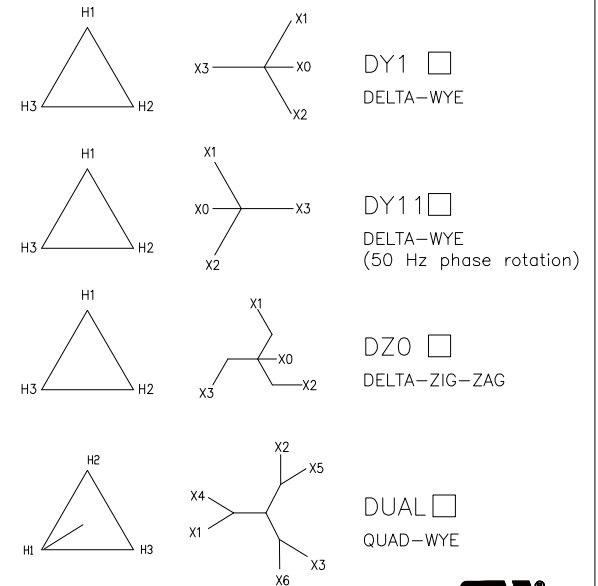 H1
X1
X3
X0
H3
H2
X2
DY1
DELTA-WYE
H1
X1
X0
X3
H3
H2
X2
DY11
DELTA-WYE
(50 Hz phase rotation)
H1
X1
X0
H3
H2
X3
X2
DZ0
DELTA-ZIG-ZAG
H2
X2
X5
X4
X1
H1
H3
X3
X6
DUAL
QUAD-WYE